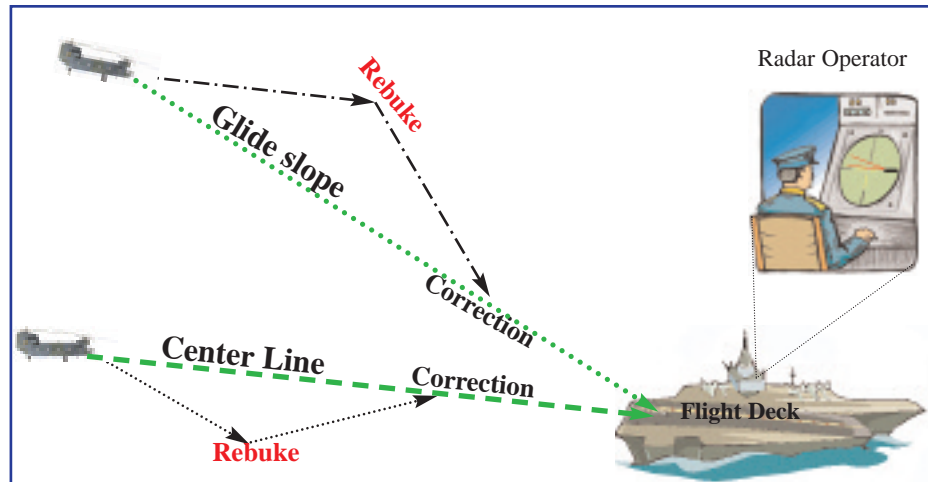 Radar Operator
Rebuke
Glide slope
Correction
Center Line
Correction
Flight Deck
Rebuke